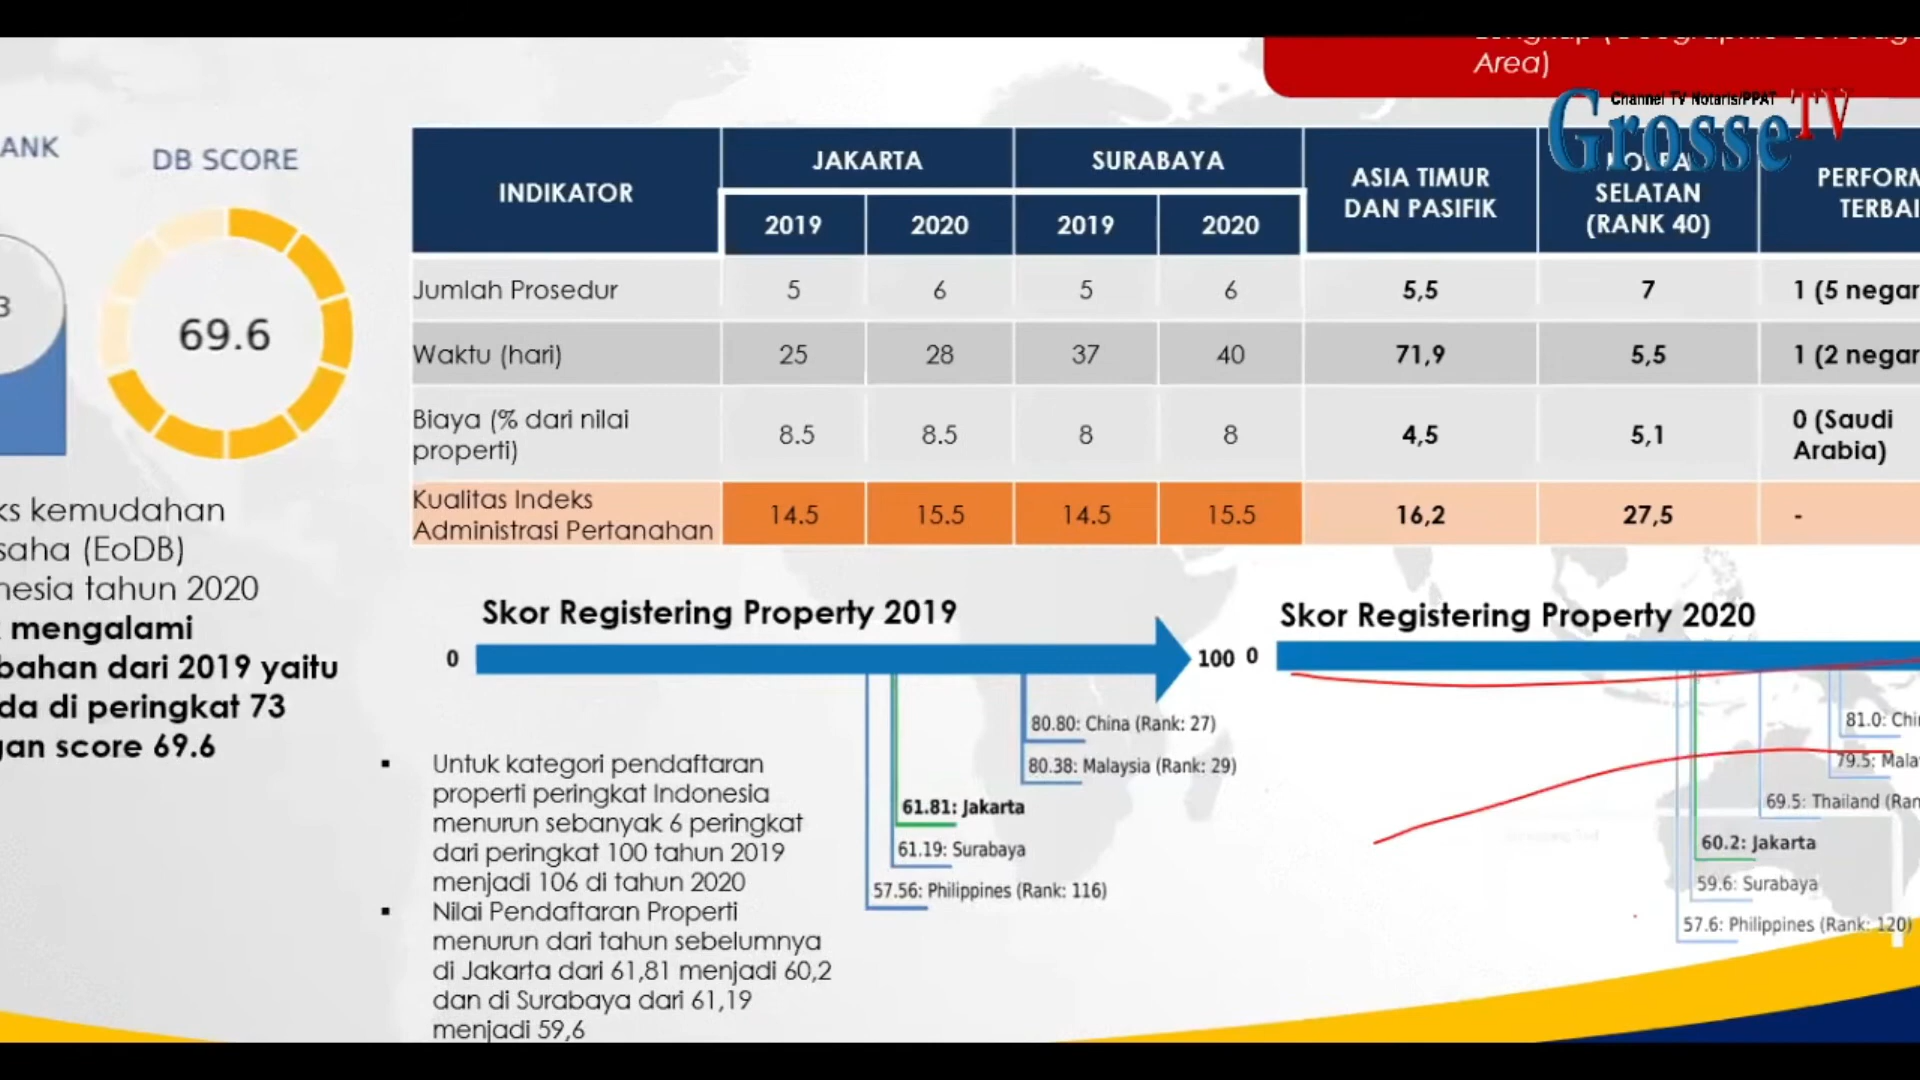 Area)
Channel TV Notaris/PPAT
Grosse TV
ANK
DB SCORE
3
69.6
ks kemudahan
saha (EoDB)
nesia tahun 2020
mengalami
bahan dari 2019 yaitu
da di peringkat 73
gan score 69.6
INDIKATOR
JAKARTA
SURABAYA
ASIA TIMUR
DAN PASIFIK
SELATAN
(RANK 40)
PERFORM
TERBAI
2019 2020 2019 2020
Jumlah Prosedur 5 6 5 6 5,5 7 1 (5 negar
Waktu (hari) 25 28 37 40 71,9 5,5 1 (2 negar
Biaya (% dari nilai
properti) 8.5 8.5 8 8 4,5 5,1 0 (Saudi
Arabia)
Kualitas Indeks
Administrasi Pertanahan 14.5 15.5 14.5 15.5 16,2 27,5 -
Skor Registering Property 2019
0 100
80.80: China (Rank: 27)
80.38: Malaysia (Rank: 29)
61.81: Jakarta
61.19: Surabaya
57.56: Philippines (Rank: 116)
Skor Registering Property 2020
0
81.0: Chi
79.5: Mala
69.5: Thailand (Ran
60.2: Jakarta
59.6: Surabaya
57.6: Philippines (Rank: 120)
▪ Untuk kategori pendaftaran
properti peringkat Indonesia
menurun sebanyak 6 peringkat
dari peringkat 100 tahun 2019
menjadi 106 di tahun 2020
▪ Nilai Pendaftaran Properti
menurun dari tahun sebelumnya
di Jakarta dari 61,81 menjadi 60,2
dan di Surabaya dari 61,19
menjadi 59,6